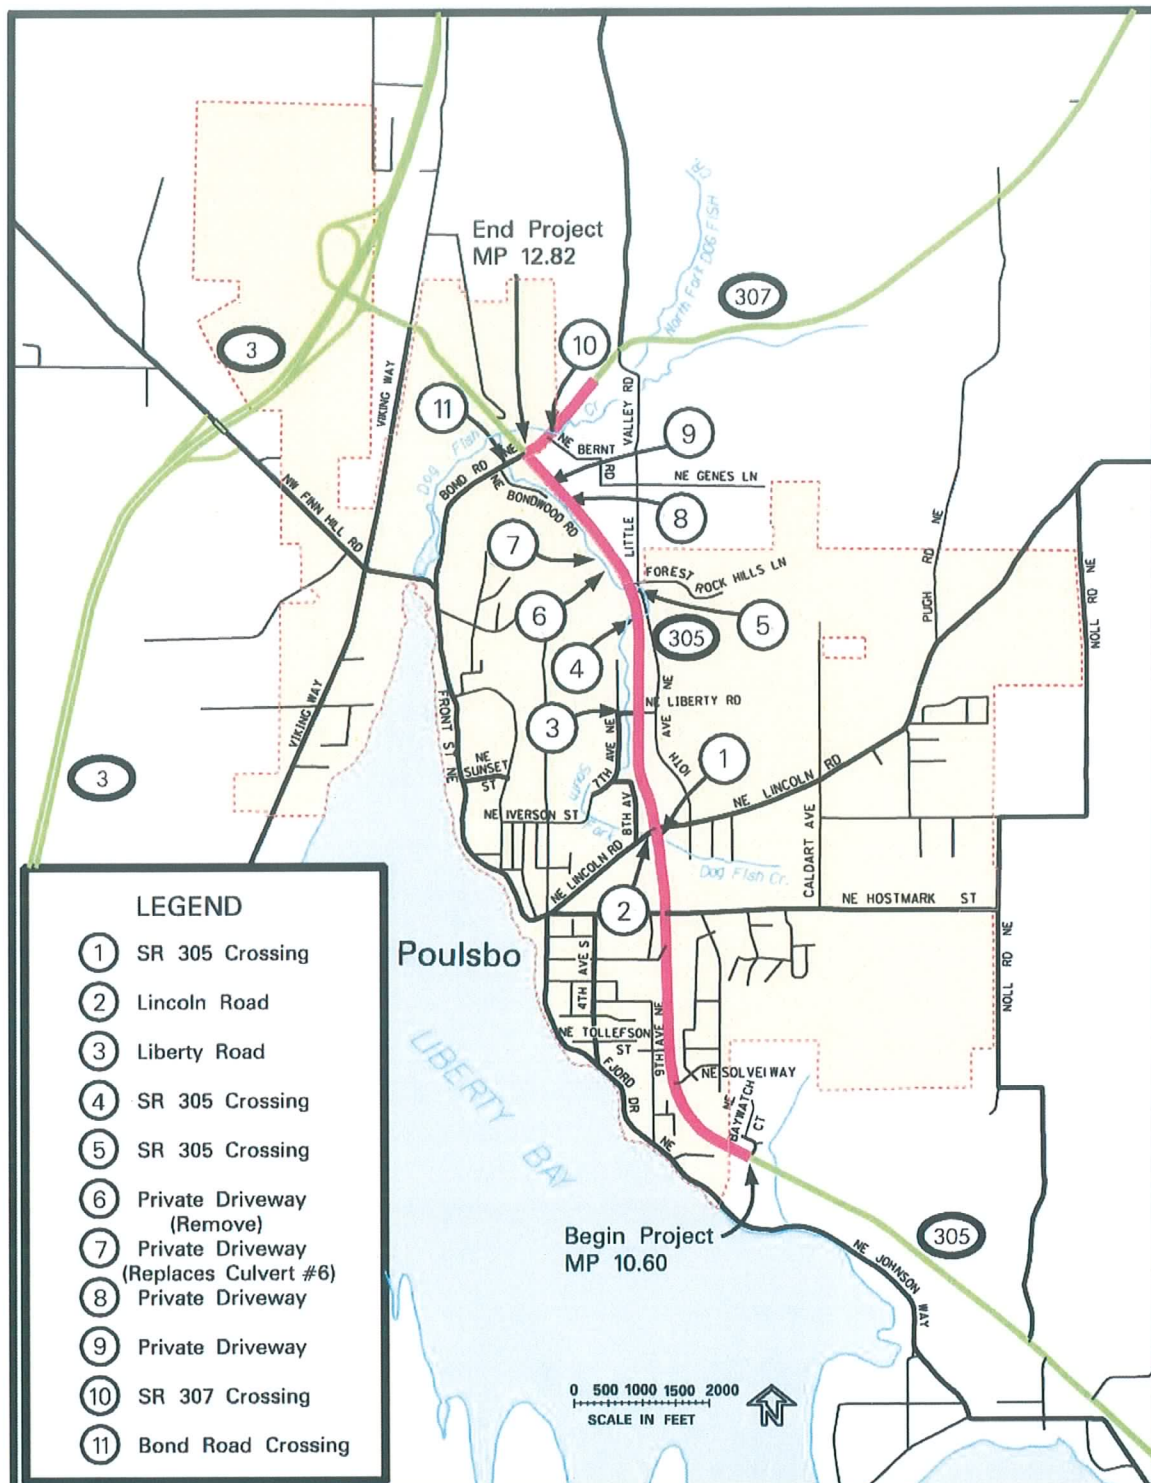 End Project
MP 12.82
North Fork DOG FISH
Cr.
307
3
10
VIKING WAY
11
VALLEY RD
9
Cr
Dog Fish
BOND RD NE
NE BERNT RD
NE GENES LN
NE BONDWOOD RD
8
NW FINN HILL RD
LITTLE
7
FOREST ROCK HILLS LN
PUGH RD NE
NOLL RD NE
6
5
305
4
NE LIBERTY RD
VIKING WAY
FRONT ST NE
3
7TH AVE NE
10TH AVE NE
1
3
NE SUNSET ST
South Fork
NE LINCOLN RD
NE IVERSON ST
8TH AV
CALDART AVE
NE LINCOLN RD
Dog Fish Cr.
NE HOSTMARK ST
2
Poulsbo
4TH AVE S
NOLL RD NE
NE TOLLEFSON ST
9TH AVE NE
NE SOLVEI WAY
FJORD DR NE
NE BAYWATCH CT
LIBERTY BAY
Begin Project
MP 10.60
305
NE JOHNSON WAY
LEGEND
1 SR 305 Crossing
2 Lincoln Road
3 Liberty Road
4 SR 305 Crossing
5 SR 305 Crossing
6 Private Driveway
(Remove)
7 Private Driveway
(Replaces Culvert #6)
8 Private Driveway
9 Private Driveway
10 SR 307 Crossing
11 Bond Road Crossing
0 500 1000 1500 2000
SCALE IN FEET
N